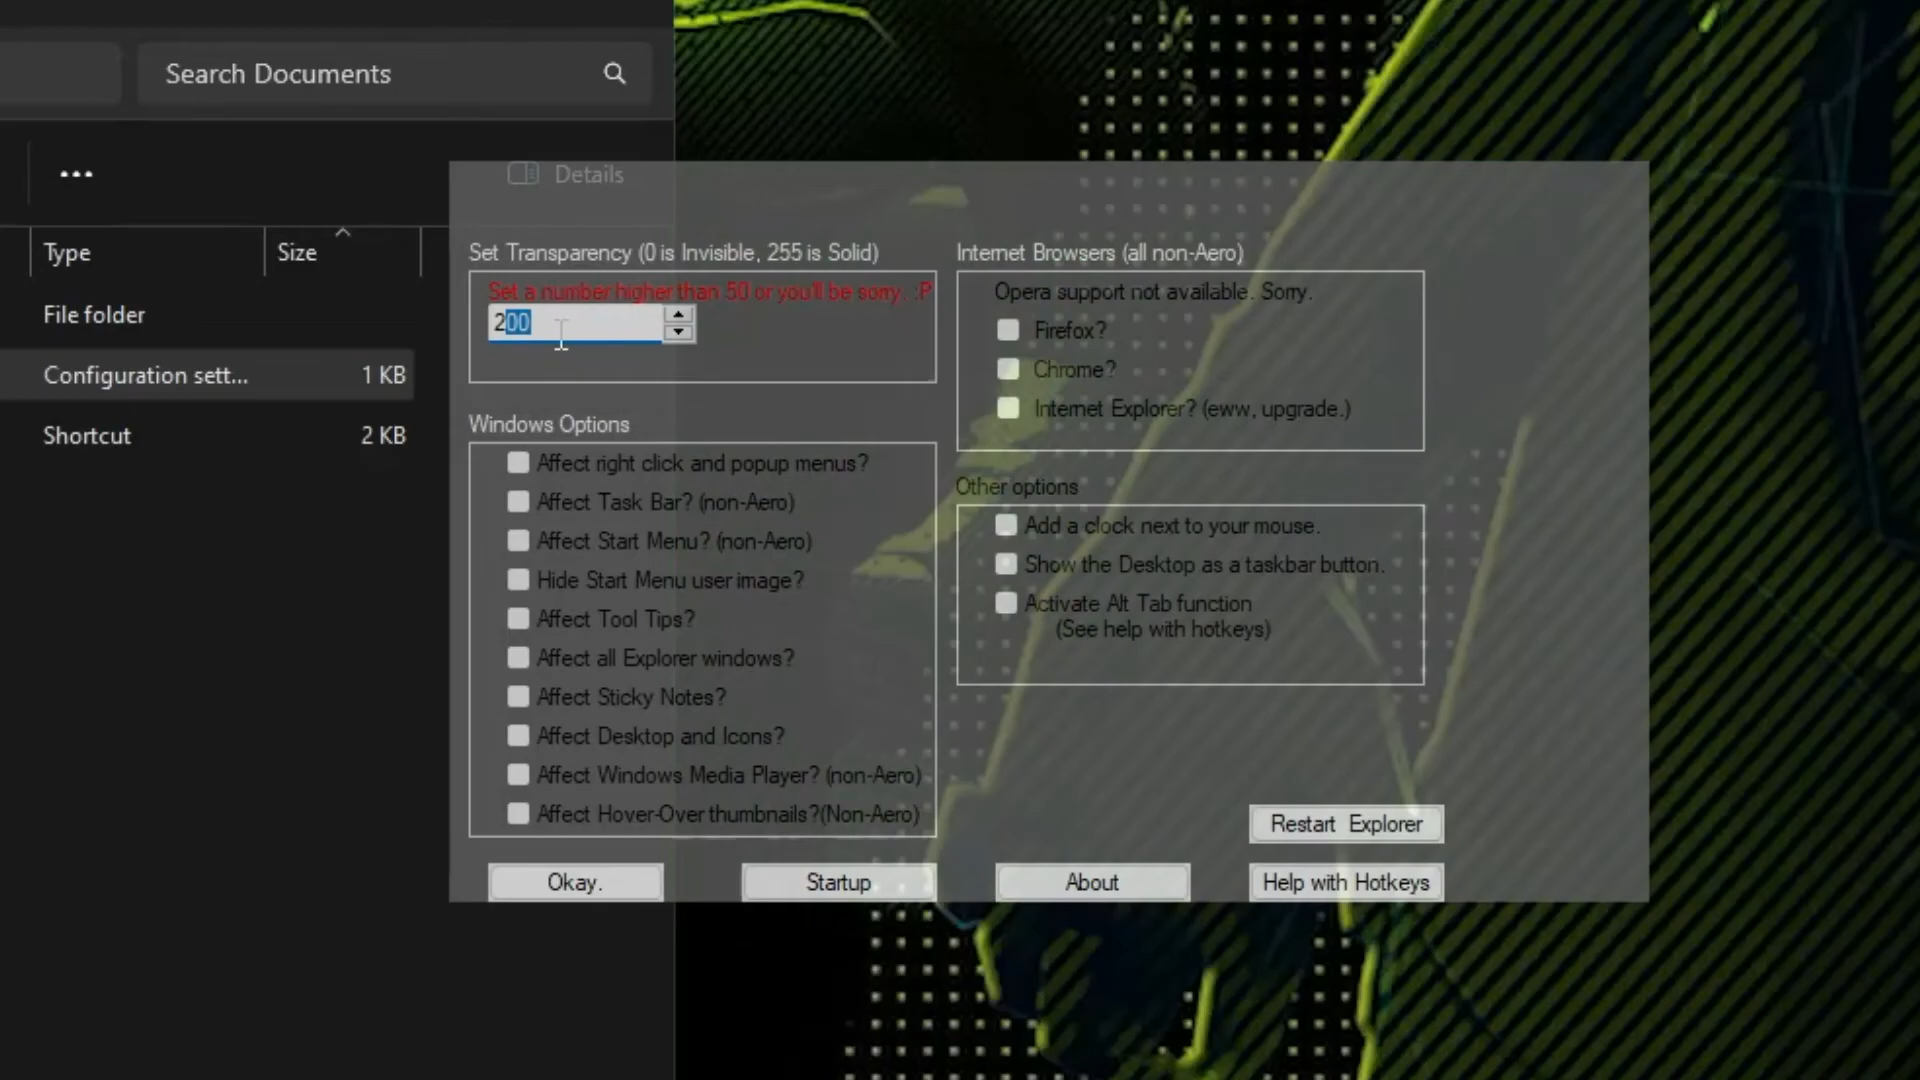 Search Documents
•••
Details
Type
Size
File folder
Configuration sett...
1 KB
Shortcut
2 KB
Set Transparency (0 is Invisible, 255 is Solid)
Set a number higher than 50 or you'll be sorry. :P
200
Windows Options
Affect right click and popup menus?
Affect Task Bar? (non-Aero)
Affect Start Menu? (non-Aero)
Hide Start Menu user image?
Affect Tool Tips?
Affect all Explorer windows?
Affect Sticky Notes?
Affect Desktop and Icons?
Affect Windows Media Player? (non-Aero)
Affect Hover-Over thumbnails?(Non-Aero)
Internet Browsers (all non-Aero)
Opera support not available. Sorry.
Firefox?
Chrome?
Internet Explorer? (eww, upgrade.)
Other options
Add a clock next to your mouse.
Show the Desktop as a taskbar button.
Activate Alt Tab function
(See help with hotkeys)
Restart Explorer
Okay.
Startup
About
Help with Hotkeys